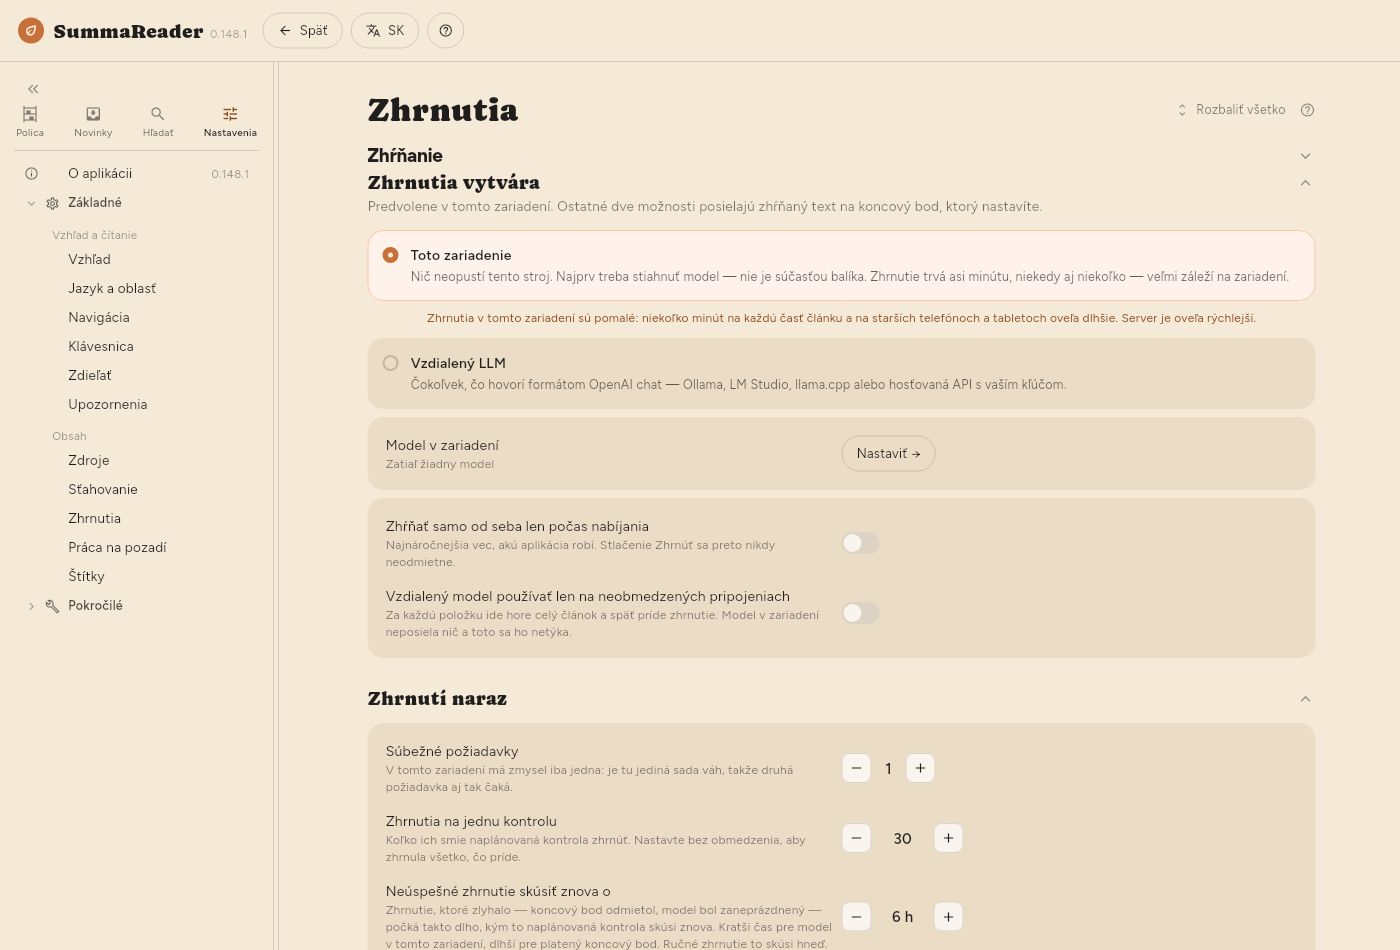 SummaReader 0.148.1 Späť SK
Polica Novinky Hľadať Nastavenia
O aplikácii 0.148.1
Základné
Vzhľad a čítanie
Vzhľad
Jazyk a oblasť
Navigácia
Klávesnica
Zdieľať
Upozornenia
Obsah
Zdroje
Sťahovanie
Zhrnutia
Práca na pozadí
Štítky
Pokročilé
Zhrnutia
Rozbaliť všetko
Zhŕňanie
Zhrnutia vytvára
Predvolene v tomto zariadení. Ostatné dve možnosti posielajú zhŕňaný text na koncový bod, ktorý nastavíte.
Toto zariadenie
Nič neopustí tento stroj. Najprv treba stiahnuť model — nie je súčasťou balíka. Zhrnutie trvá asi minútu, niekedy aj niekoľko — veľmi záleží na zariadení.
Zhrnutia v tomto zariadení sú pomalé: niekoľko minút na každú časť článku a na starších telefónoch a tabletoch oveľa dlhšie. Server je oveľa rýchlejší.
Vzdialený LLM
Čokoľvek, čo hovorí formátom OpenAI chat — Ollama, LM Studio, llama.cpp alebo hosťovaná API s vaším kľúčom.
Model v zariadení
Zatiaľ žiadny model
Nastaviť →
Zhŕňať samo od seba len počas nabíjania
Najnáročnejšia vec, akú aplikácia robí. Stlačenie Zhrnúť sa preto nikdy
neodmietne.
Vzdialený model používať len na neobmedzených pripojeniach
Za každú položku ide hore celý článok a späť príde zhrnutie. Model v zariadení
neposiela nič a toto sa ho netýka.
Zhrnutí naraz
Súbežné požiadavky
V tomto zariadení má zmysel iba jedna: je tu jediná sada váh, takže druhá
požiadavka aj tak čaká.
− 1 +
Zhrnutia na jednu kontrolu
Koľko ich smie naplánovaná kontrola zhrnúť. Nastavte bez obmedzenia, aby
zhrnula všetko, čo príde.
− 30 +
Neúspešné zhrnutie skúsiť znova o
Zhrnutie, ktoré zlyhalo — koncový bod odmietol, model bol zaneprázdnený —
počká takto dlho, kým to naplánovaná kontrola skúsi znova. Kratší čas pre model
v tomto zariadení, dlhší pre platený koncový bod. Ručné zhrnutie to skúsi hneď.
− 6 h +